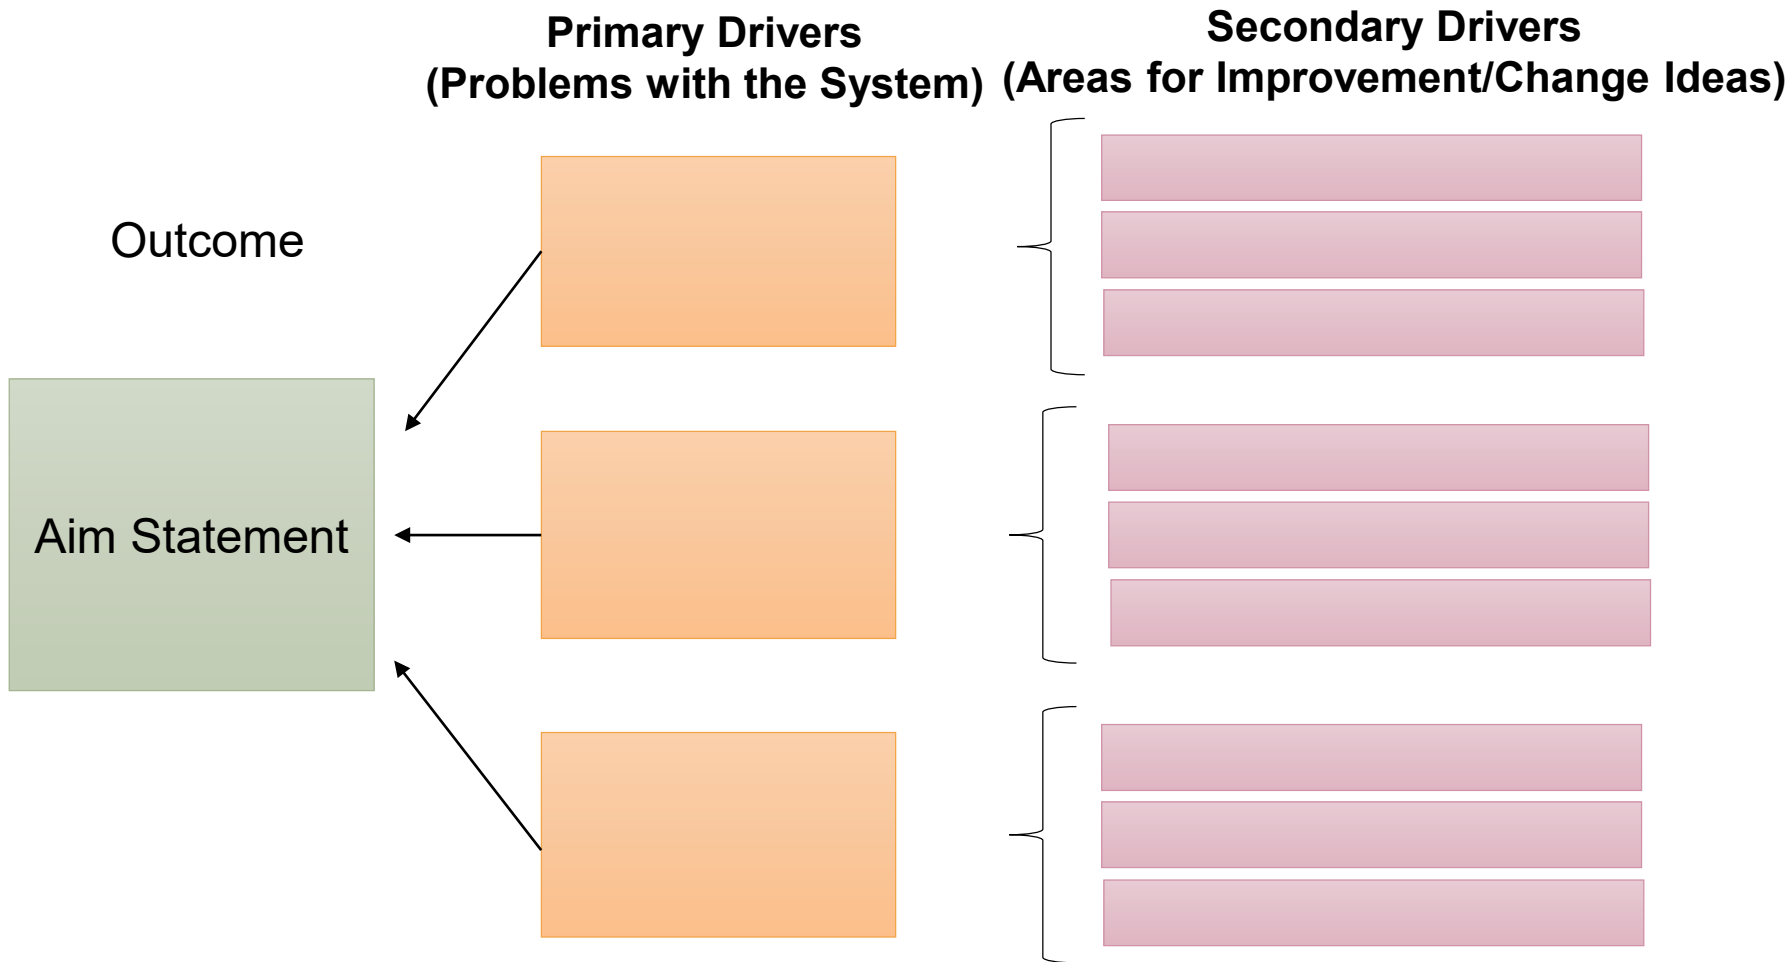 Primary Drivers
(Problems with the System)
Secondary Drivers
(Areas for Improvement/Change Ideas)
Outcome
Aim Statement